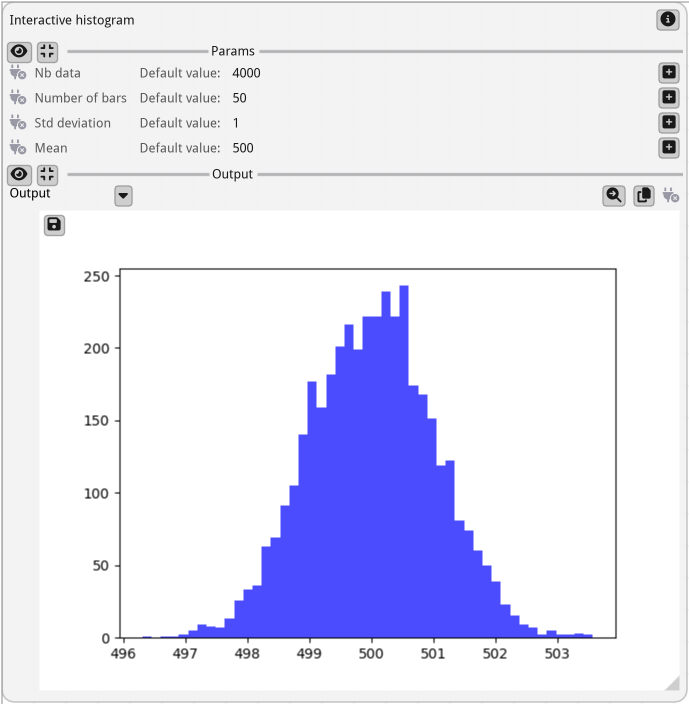 Interactive histogram
Params
Nb data Default value: 4000
Number of bars Default value: 50
Std deviation Default value: 1
Mean Default value: 500
Output
Output
250
200
150
100
50
0
496 497 498 499 500 501 502 503